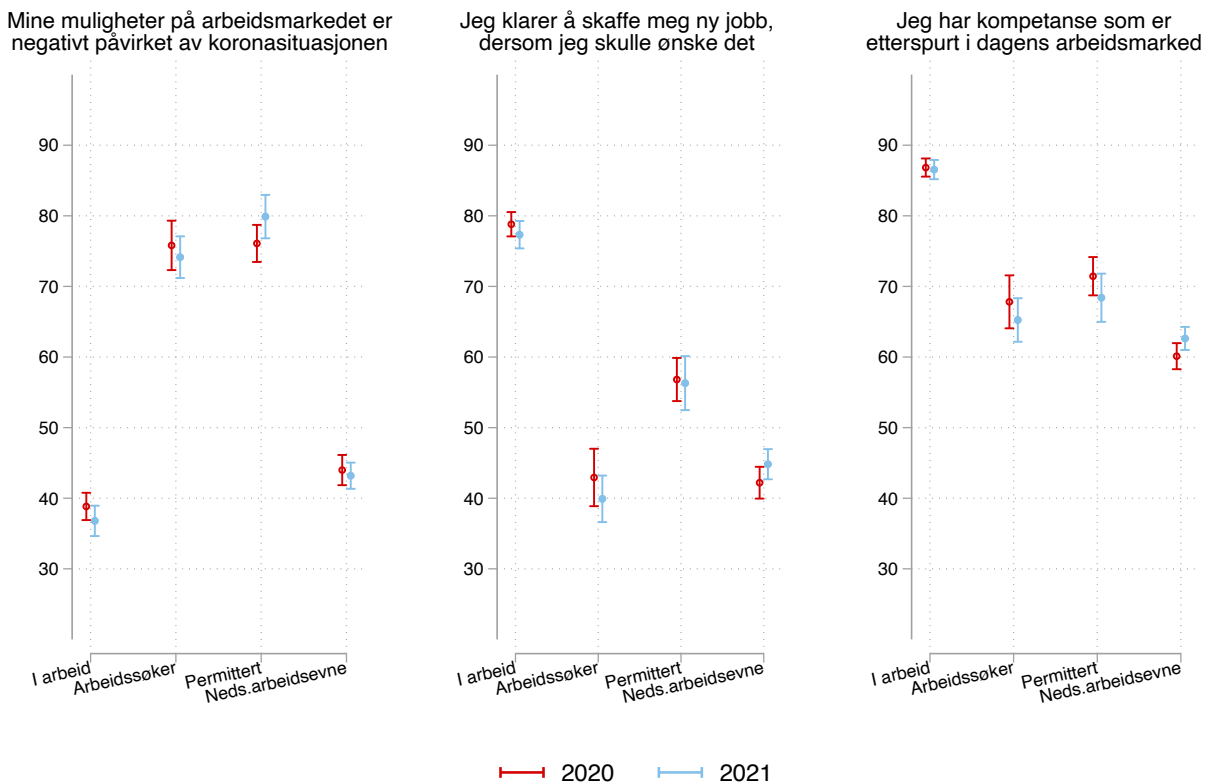 Mine muligheter på arbeidsmarkedet er
negativt påvirket av koronasituasjonen
90
80
70
60
50
40
30
I arbeid
Arbeidssøker
Permittert
Neds.arbeidsevne
Jeg klarer å skaffe meg ny jobb,
dersom jeg skulle ønske det
90
80
70
60
50
40
30
I arbeid
Arbeidssøker
Permittert
Neds.arbeidsevne
Jeg har kompetanse som er
etterspurt i dagens arbeidsmarked
90
80
70
60
50
40
30
I arbeid
Arbeidssøker
Permittert
Neds.arbeidsevne
2020
2021